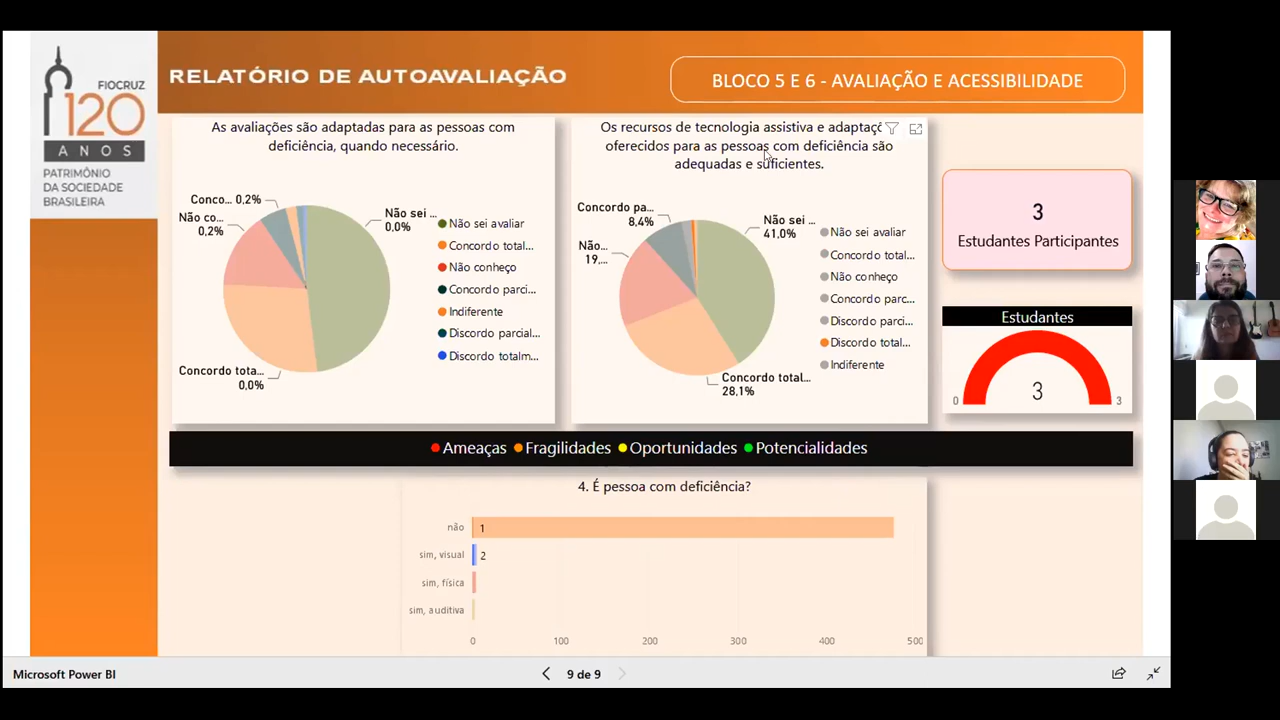 FIOCRUZ
120
ANOS
PATRIMÔNIO
DA SOCIEDADE
BRASILEIRA
RELATÓRIO DE AUTOAVALIAÇÃO
BLOCO 5 E 6 - AVALIAÇÃO E ACESSIBILIDADE
As avaliações são adaptadas para as pessoas com
deficiência, quando necessário.
Conco... 0,2%
Não co...
0,2%
Não sei ...
0,0%
Concordo tota...
0,0%
Não sei avaliar
Concordo total...
Não conheço
Concordo parci...
Indiferente
Discordo parcial...
Discordo totalm...
Os recursos de tecnologia assistiva e adaptaç
oferecidos para as pessoas com deficiência são
adequadas e suficientes.
Concordo pa...
8,4%
Não...
19,...
Não sei ...
41,0%
Concordo total...
28,1%
Não sei avaliar
Concordo total...
Não conheço
Concordo parc...
Discordo parci...
Discordo total...
Indiferente
3
Estudantes Participantes
Estudantes
3
0
3
Ameaças Fragilidades Oportunidades Potencialidades
4. É pessoa com deficiência?
não 1
sim, visual 2
sim, física
sim, auditiva
0 100 200 300 400 500
Microsoft Power BI
9 de 9